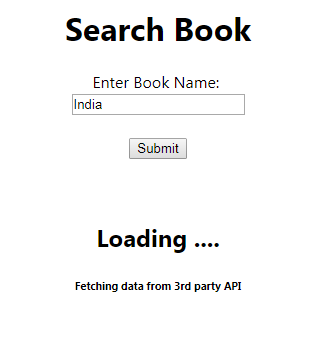 Search Book
Enter Book Name:
India
Submit
Loading ....
Fetching data from 3rd party API